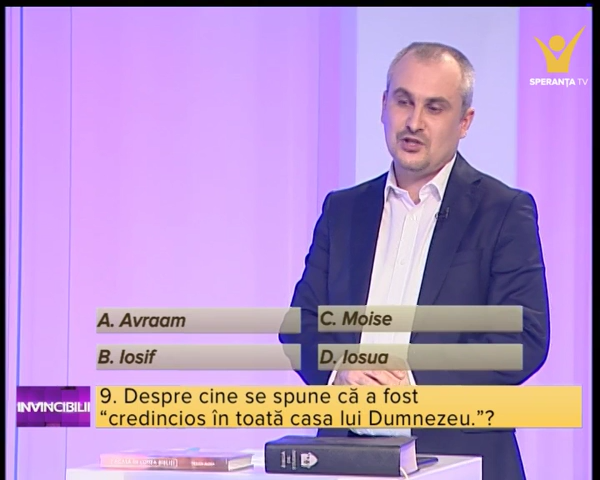 SPERANȚA TV
A. Avraam
C. Moise
B. Iosif
D. Iosua
INVINCIBILII
9. Despre cine se spune că a fost
“credincios în toată casa lui Dumnezeu.”?